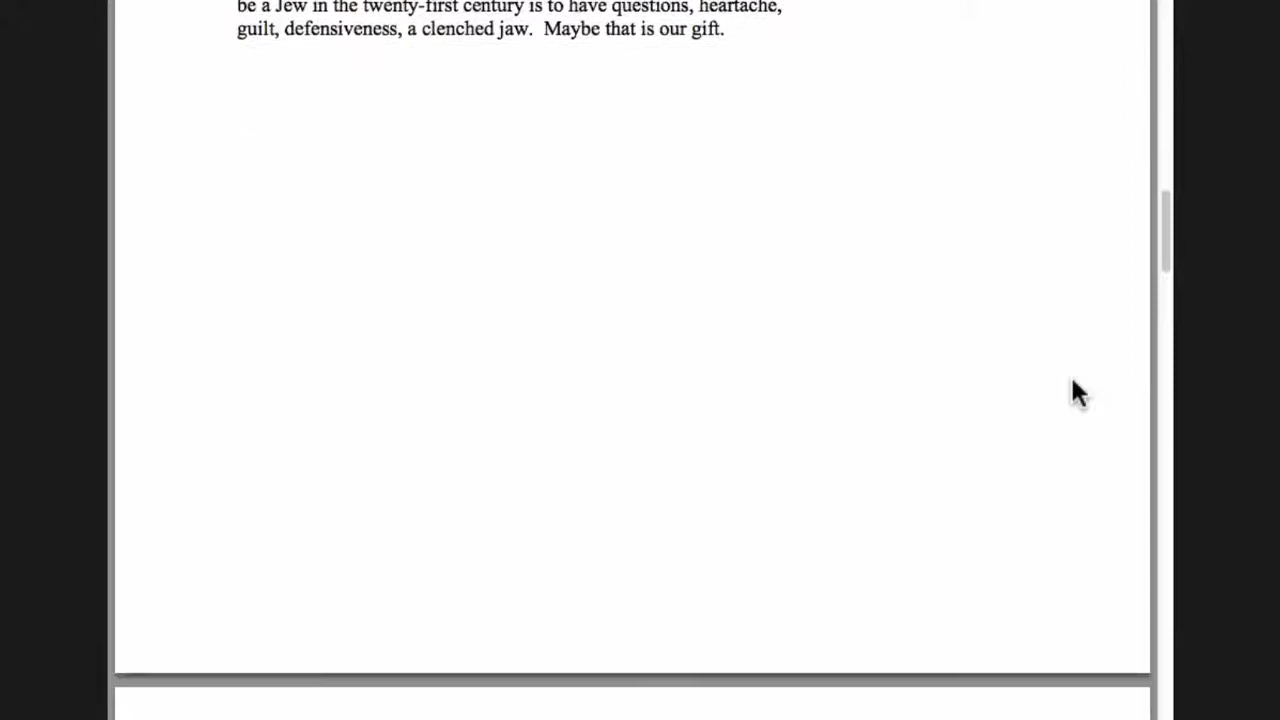 be a Jew in the twenty-first century is to have questions, heartache,
guilt, defensiveness, a clenched jaw.  Maybe that is our gift.